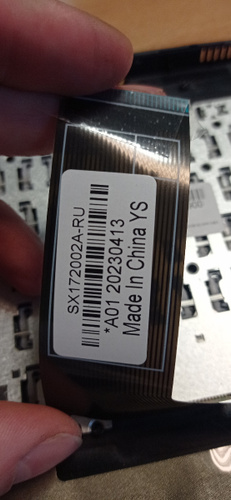 SX172002A-RU
*A01 20230413
Made In China YS